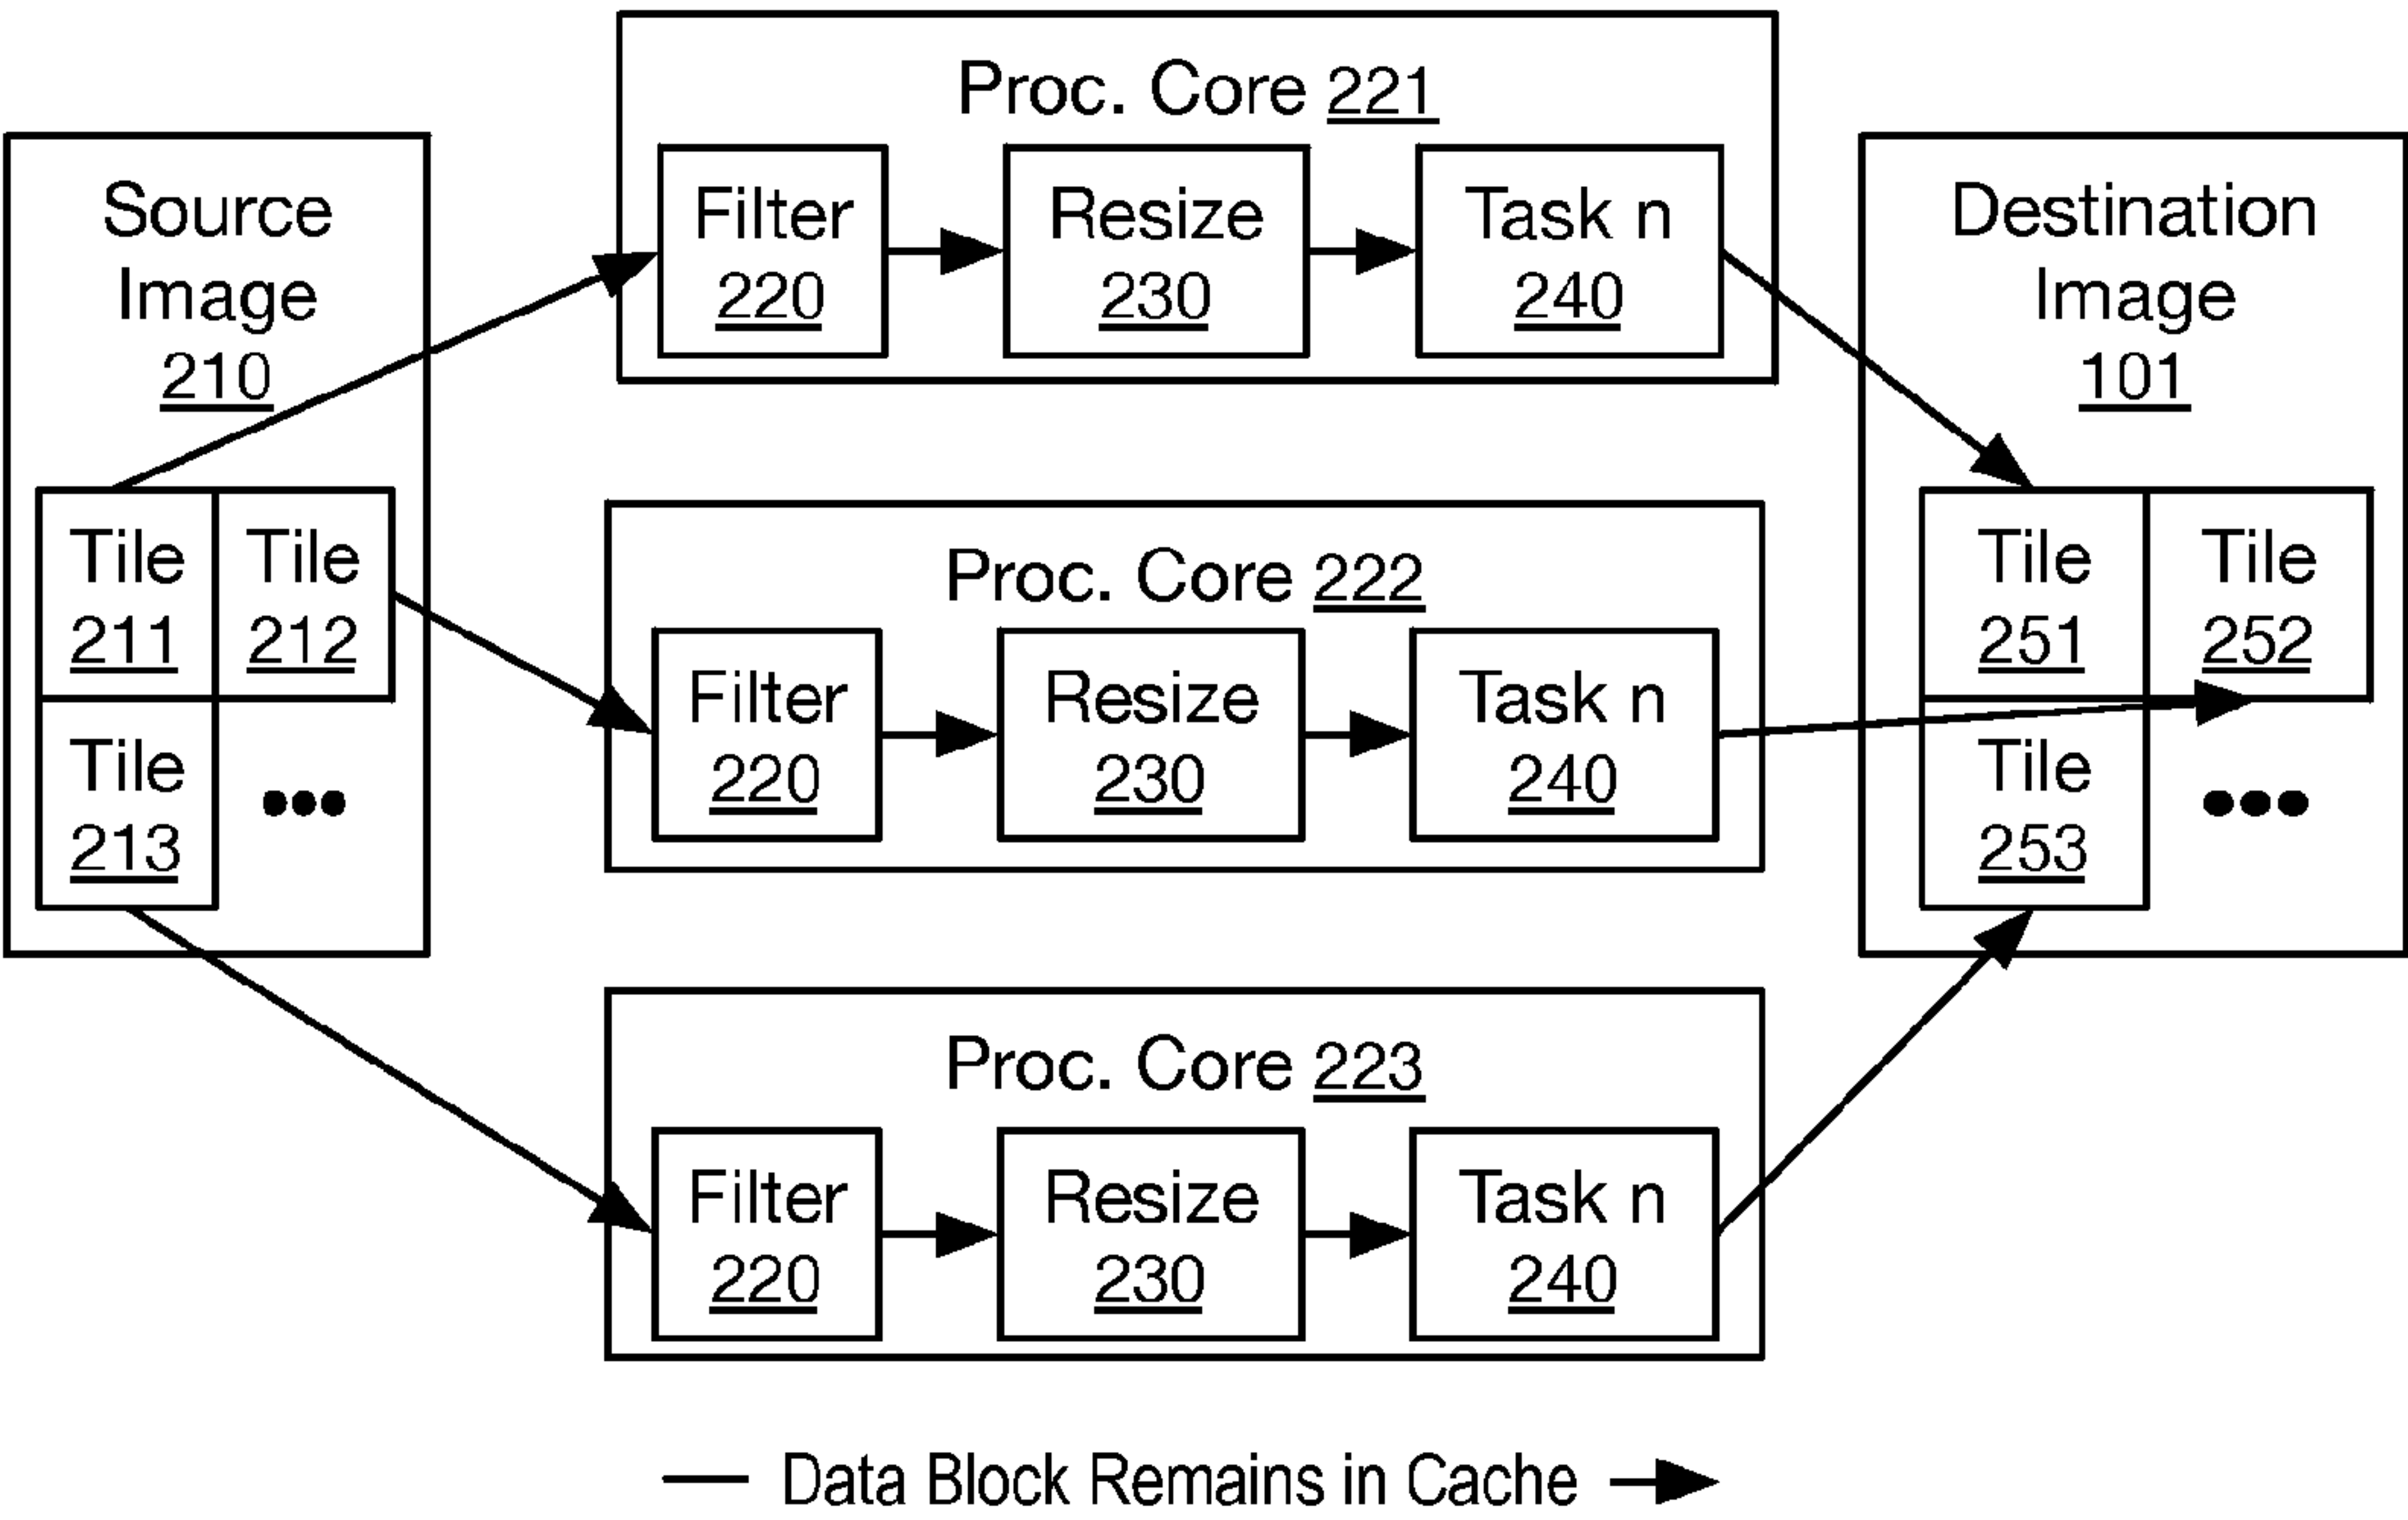 Source
Image
210
Tile
211
Tile
212
Tile
213
●●●
Proc. Core 221
Filter
220
Resize
230
Task n
240
Proc. Core 222
Filter
220
Resize
230
Task n
240
Proc. Core 223
Filter
220
Resize
230
Task n
240
Destination
Image
101
Tile
251
Tile
252
Tile
253
●●●
Data Block Remains in Cache